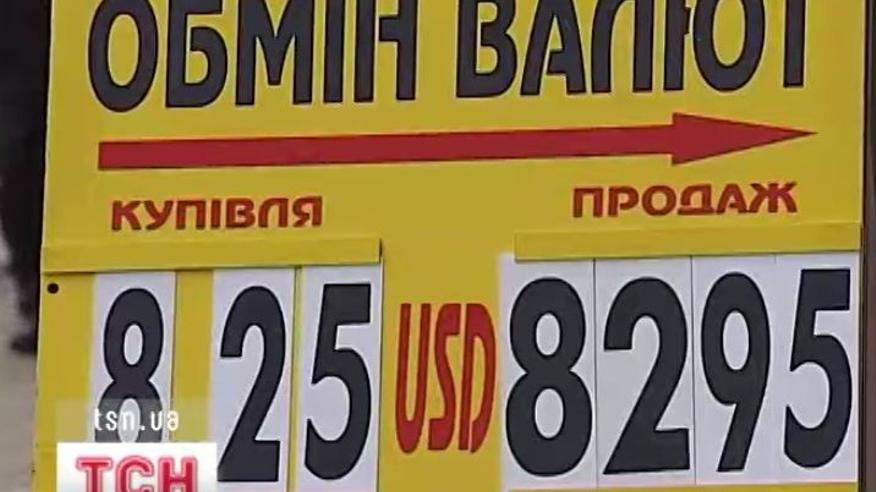 ОБМІН ВАЛЮТ
КУПІВЛЯ ПРОДАЖ
8 25 USD 8295
tsn.ua
ТСН